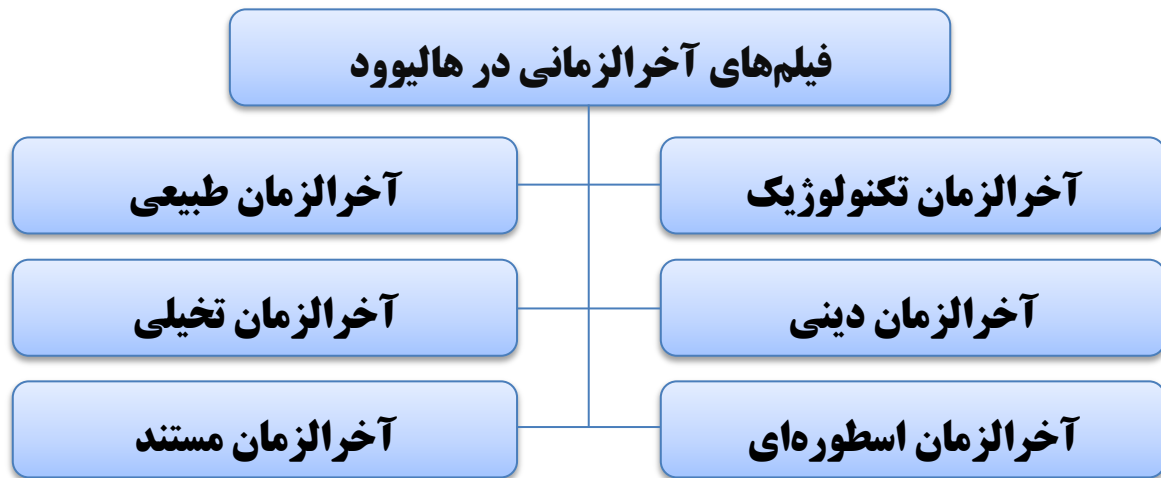 فیلم‌های آخرالزمانی در هالیوود
آخرالزمان تکنولوژیک
آخرالزمان طبیعی
آخرالزمان دینی
آخرالزمان تخیلی
آخرالزمان اسطوره‌ای
آخرالزمان مستند